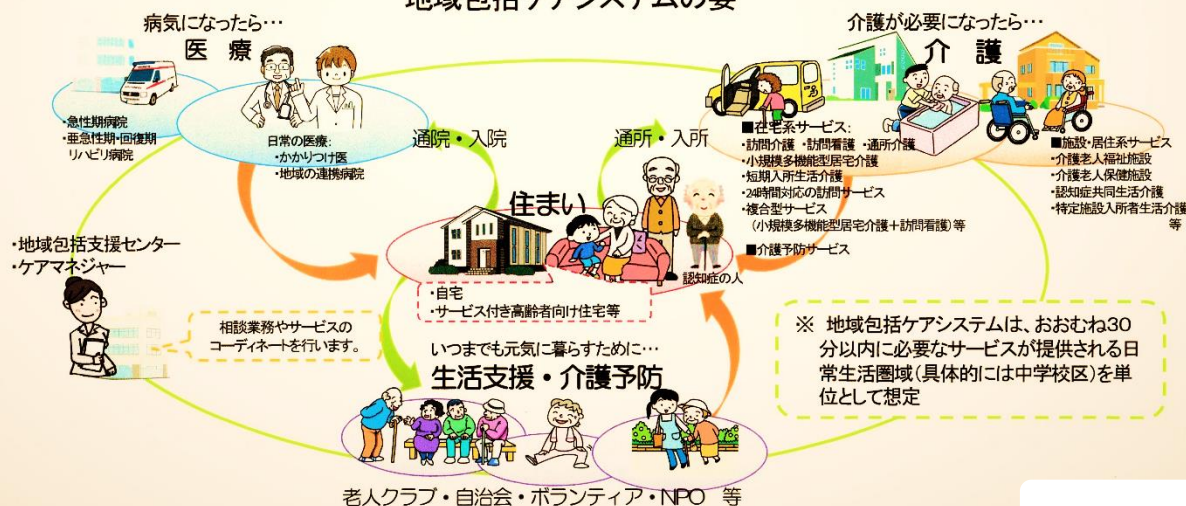 地域包括ケアシステムの姿
病気になったら…
医 療
・急性期病院
・亜急性期・回復期
リハビリ病院
日常の医療：
・かかりつけ医
・地域の連携病院
通院・入院
通所・入所
介護が必要になったら…
介 護
■在宅系サービス：
・訪問介護 ・訪問看護 ・通所介護
・小規模多機能型居宅介護
・短期入所生活介護
・24時間対応の訪問サービス
・複合型サービス
（小規模多機能型居宅介護＋訪問看護）等
■介護予防サービス
■施設・居住系サービス
・介護老人福祉施設
・介護老人保健施設
・認知症共同生活介護
・特定施設入所者生活介護
等
住まい
認知症の人
・自宅
・サービス付き高齢者向け住宅等
・地域包括支援センター
・ケアマネジャー
相談業務やサービスの
コーディネートを行います。
いつまでも元気に暮らすために…
生活支援・介護予防
老人クラブ・自治会・ボランティア・NPO 等
※ 地域包括ケアシステムは、おおむね30
分以内に必要なサービスが提供される日
常生活圏域（具体的には中学校区）を単
位として想定